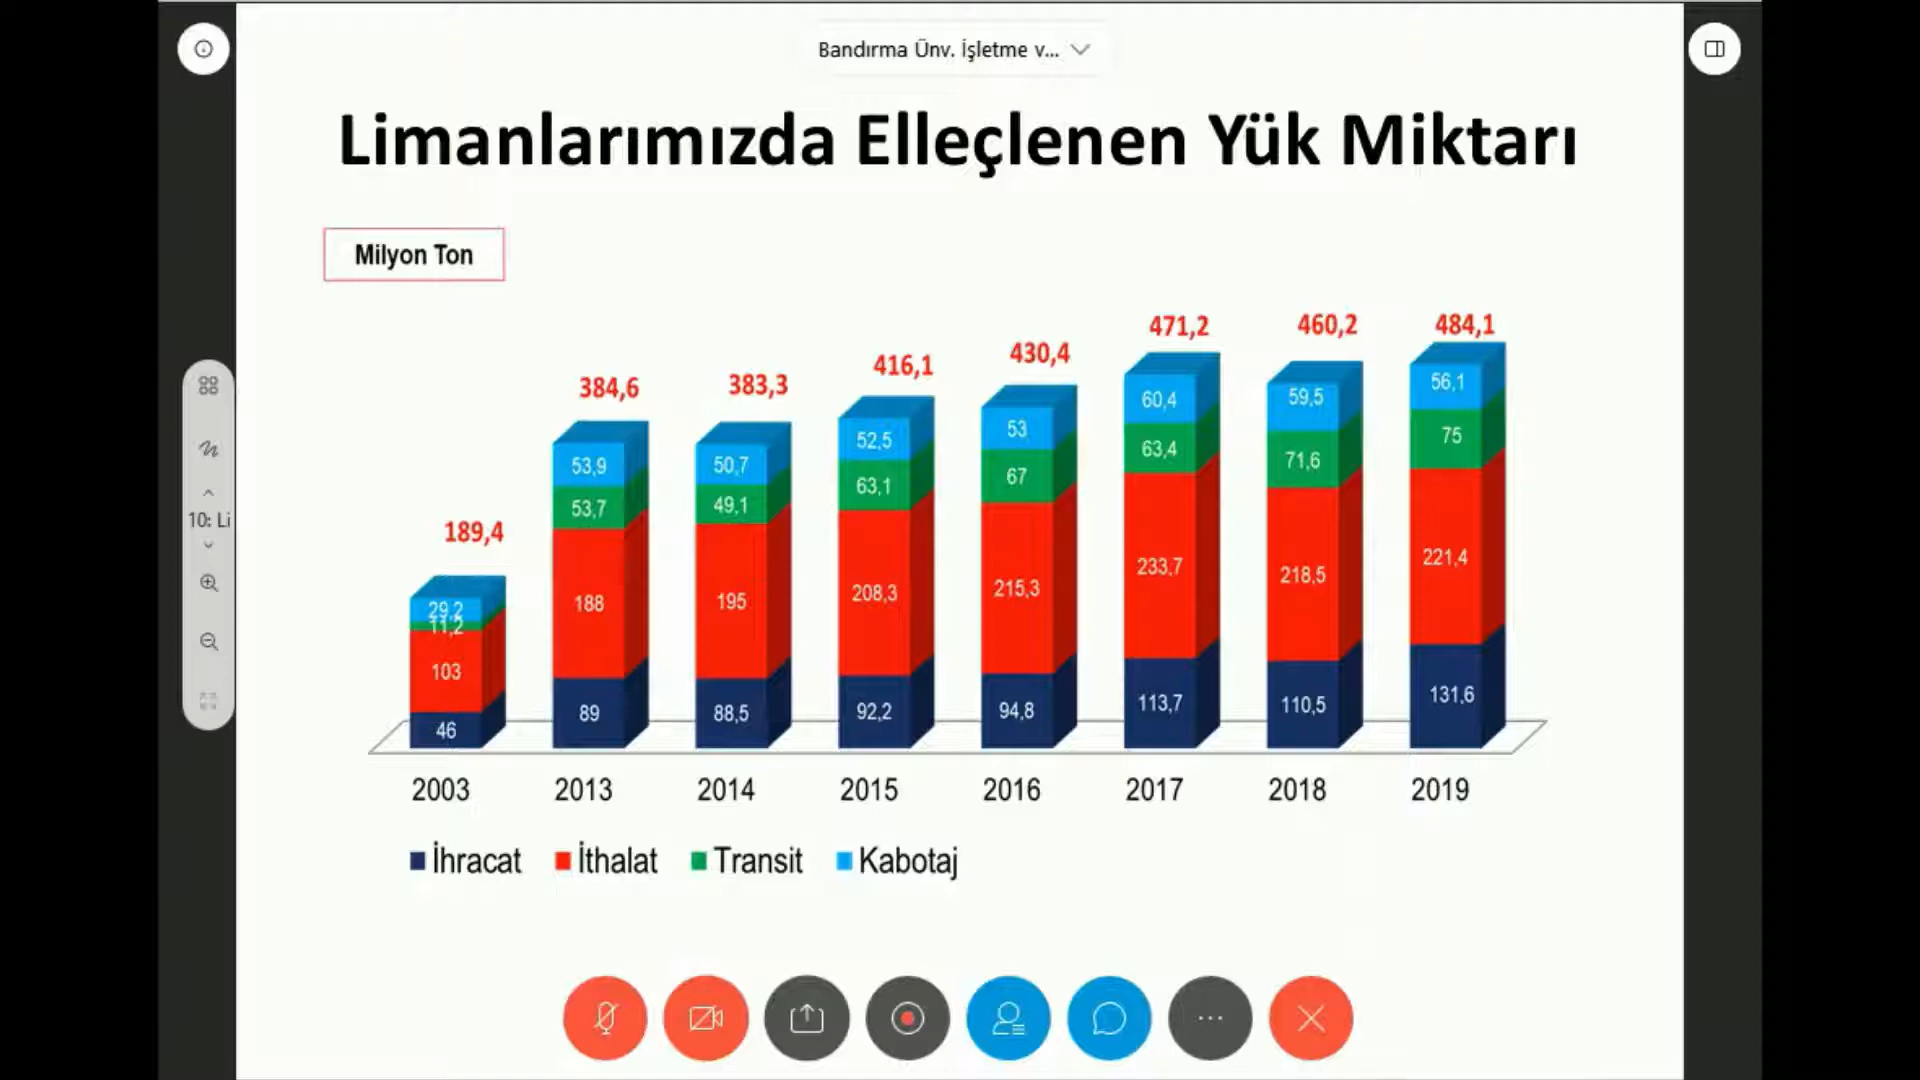 Bandırma Ünv. İşletme v...
Limanlarımızda Elleçlenen Yük Miktarı
Milyon Ton
189,4 384,6 383,3 416,1 430,4 471,2 460,2 484,1
29,2 53,9 50,7 52,5 53 60,4 59,5 56,1
11,2 53,7 49,1 63,1 67 63,4 71,6 75
103 188 195 208,3 215,3 233,7 218,5 221,4
46 89 88,5 92,2 94,8 113,7 110,5 131,6
2003 2013 2014 2015 2016 2017 2018 2019
İhracat İthalat Transit Kabotaj
10: Li